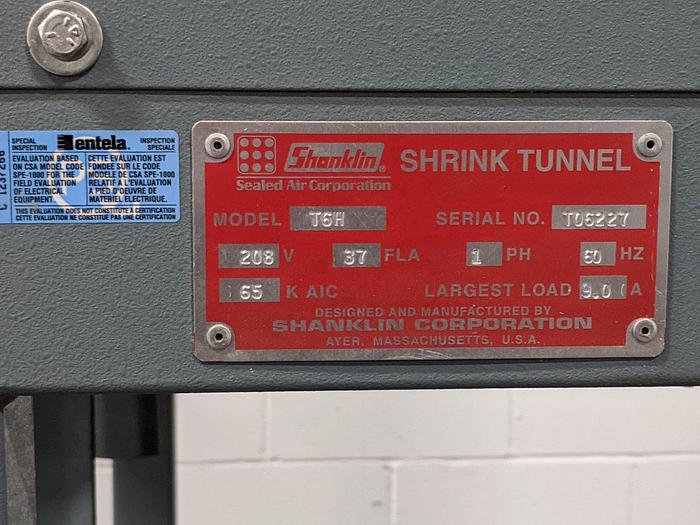 SPECIAL INSPECTION
entela®
INSPECTION SPECIALE
EVALUATION BASED
ON CSA MODEL CODE
SPE-1000 FOR THE
FIELD EVALUATION
OF ELECTRICAL
EQUIPMENT.
CETTE EVALUATION EST
FONDEE SUR LE CODE
MODELE DE CSA SPE-1000
RELATIF A L'EVALUATION
A PIED D'OEUVRE DE
MATERIEL ELECTRIQUE.
THIS EVALUATION DOES NOT CONSTITUTE A CERTIFICATION
CETTE EVALUATION NE CONSTITUE PAS UNE CERTIFICATION
Shanklin® SHRINK TUNNEL
Sealed Air Corporation
MODEL T6H SERIAL NO. T06227
208 V 37 FLA 1 PH 60 HZ
65 K AIC LARGEST LOAD 9.0 A
DESIGNED AND MANUFACTURED BY
SHANKLIN CORPORATION
AYER, MASSACHUSETTS, U.S.A.